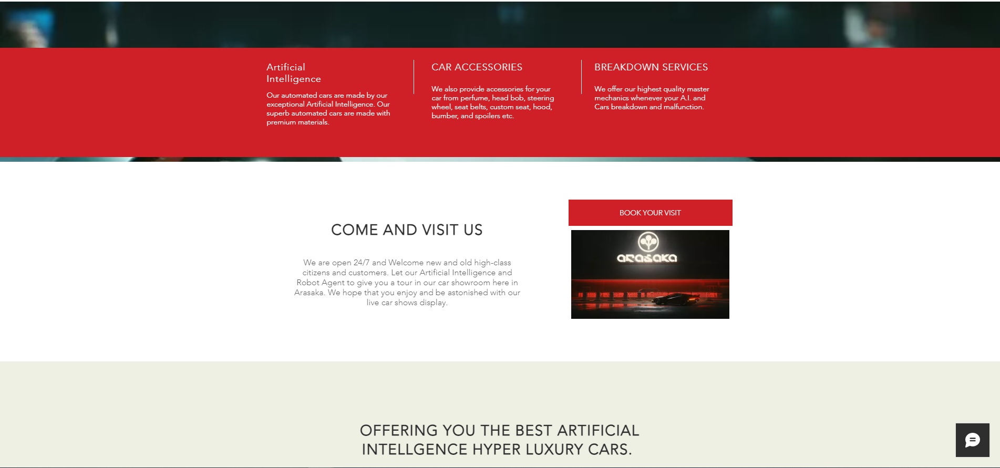 Artificial
Intelligence
Our automated cars are made by our
exceptional Artificial Intelligence. Our
superb automated cars are made with
premium materials.
CAR ACCESSORIES
We also provide accessories for your
car from perfume, head bob, steering
wheel, seat belts, custom seat, hood,
bumber, and spoilers etc.
BREAKDOWN SERVICES
We offer our highest quality master
mechanics whenever your A.I. and
Cars breakdown and malfunction.
COME AND VISIT US
We are open 24/7 and Welcome new and old high-class
citizens and customers. Let our Artificial Intelligence and
Robot Agent to give you a tour in our car showroom here in
Arasaka. We hope that you enjoy and be astonished with our
live car shows display.
BOOK YOUR VISIT
arasaka
OFFERING YOU THE BEST ARTIFICIAL
INTELLGENCE HYPER LUXURY CARS.